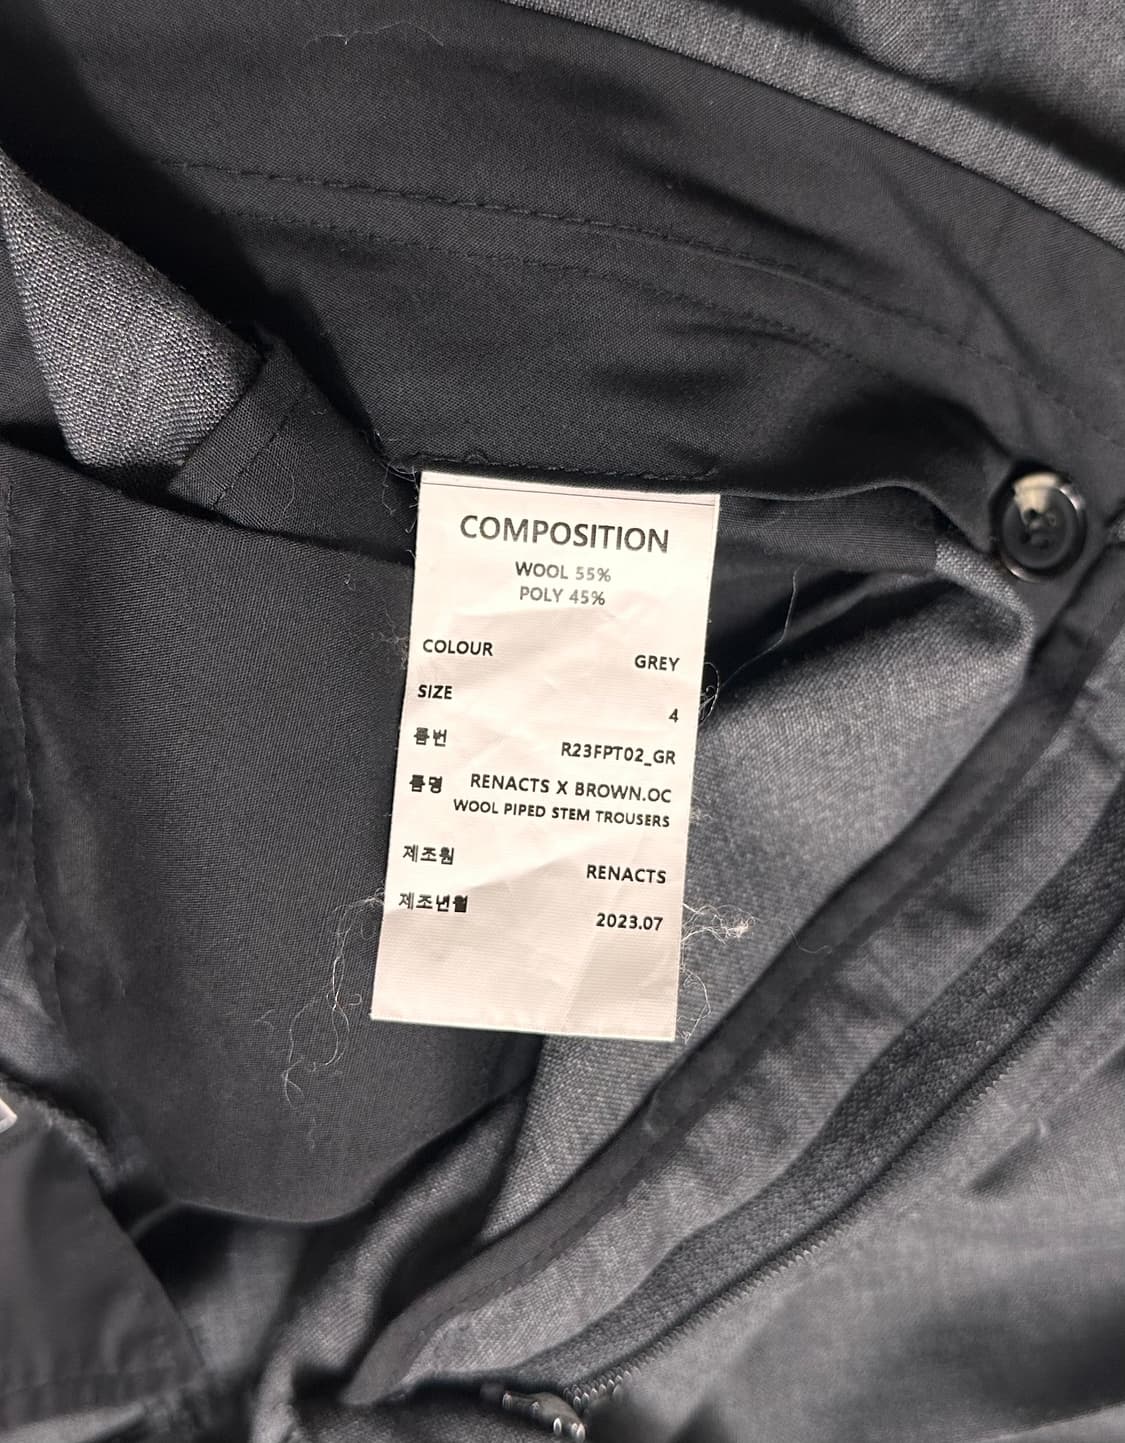 COMPOSITION
WOOL 55%
POLY 45%
COLOUR GREY
SIZE 4
품번 R23FPT02_GR
품명 RENACTS X BROWN.OC
WOOL PIPED STEM TROUSERS
제조원 RENACTS
제조년월 2023.07